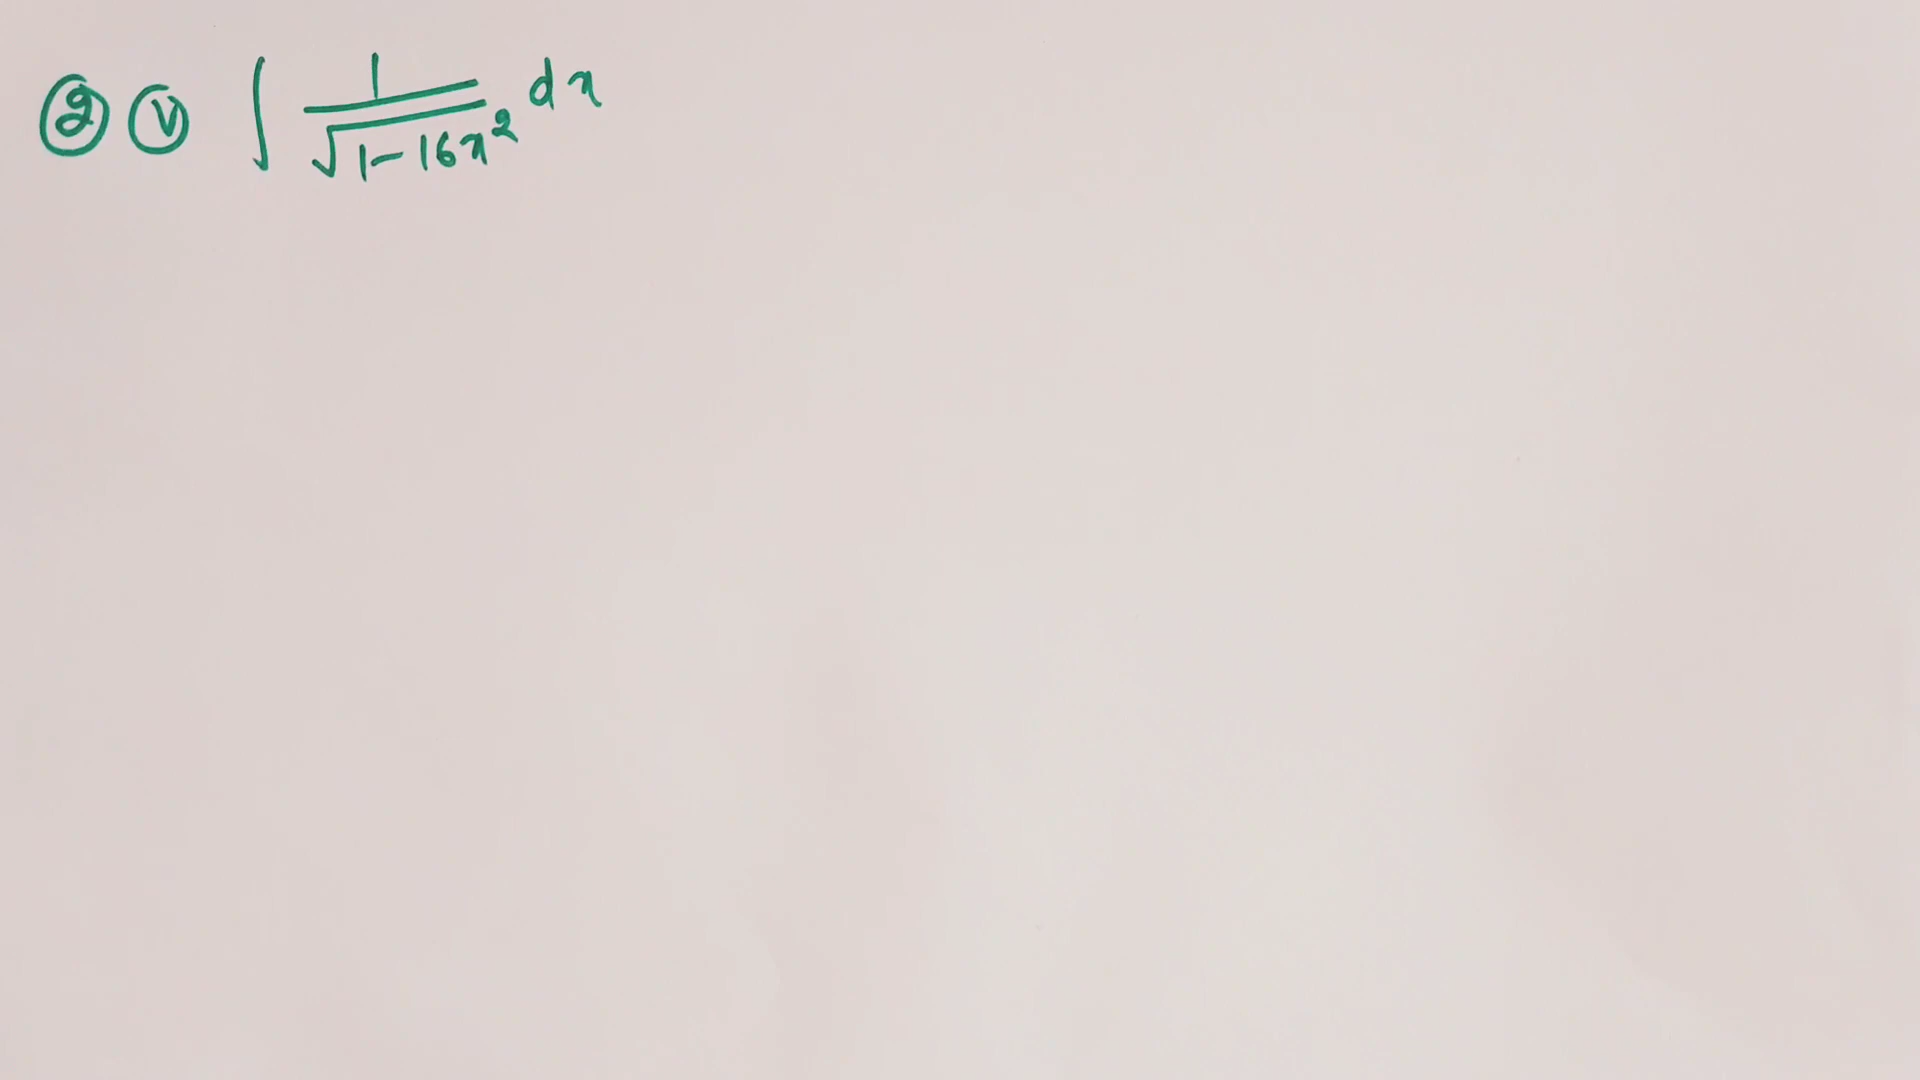 ② ⓥ ∫ 1/√(1-16x²) dx